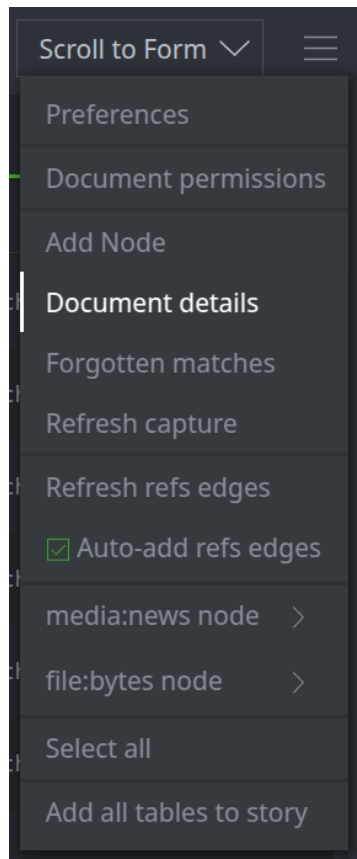 Scroll to Form
Preferences
Document permissions
Add Node
Document details
Forgotten matches
Refresh capture
Refresh refs edges
Auto-add refs edges
media:news node
file:bytes node
Select all
Add all tables to story